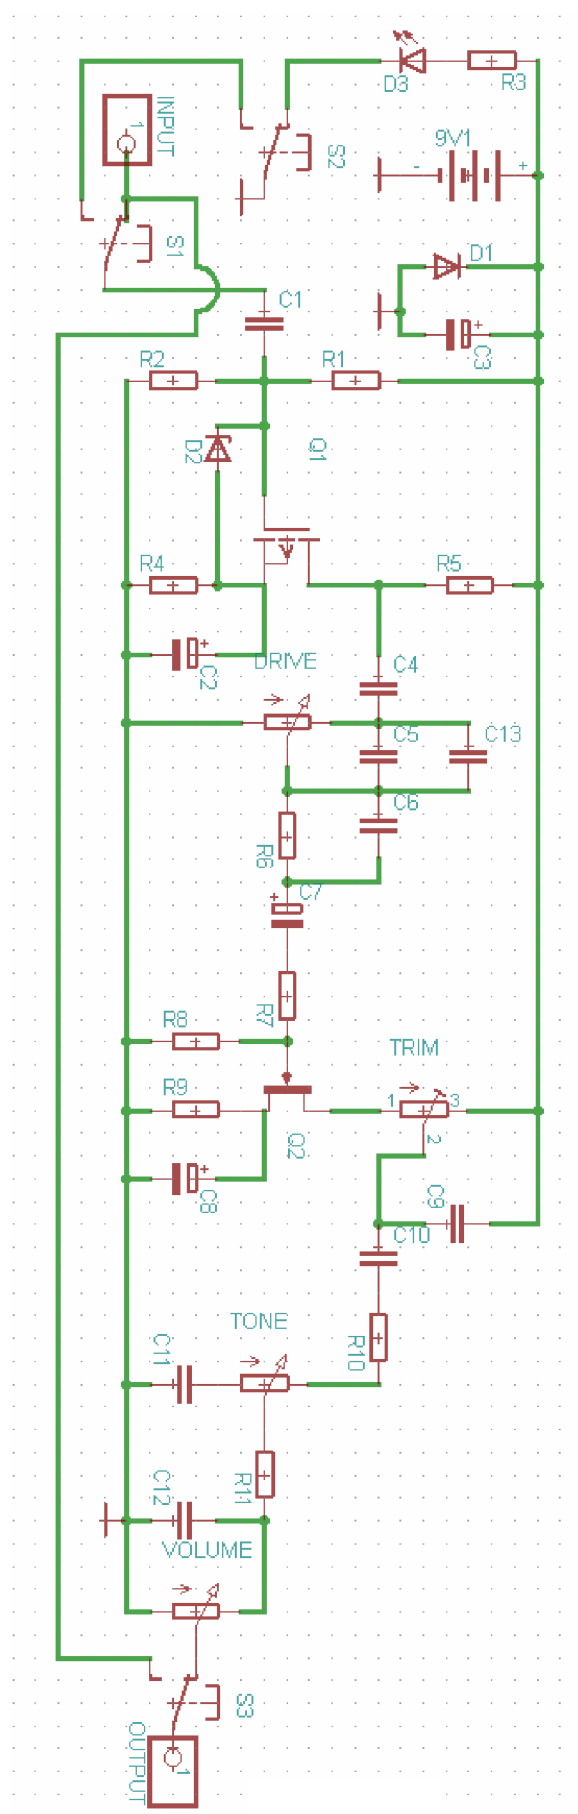 D3
R3
INPUT
1
S2
9V1
-
+
S1
D1
C1
+
C3
R2
R1
D2
Q1
R4
R5
+
C2
DRIVE
C4
C5
C13
C6
R6
C7
+
R7
R8
TRIM
R9
1
3
2
Q2
+
C8
C9
C10
TONE
C11
R10
C12
R11
VOLUME
S3
OUTPUT
1